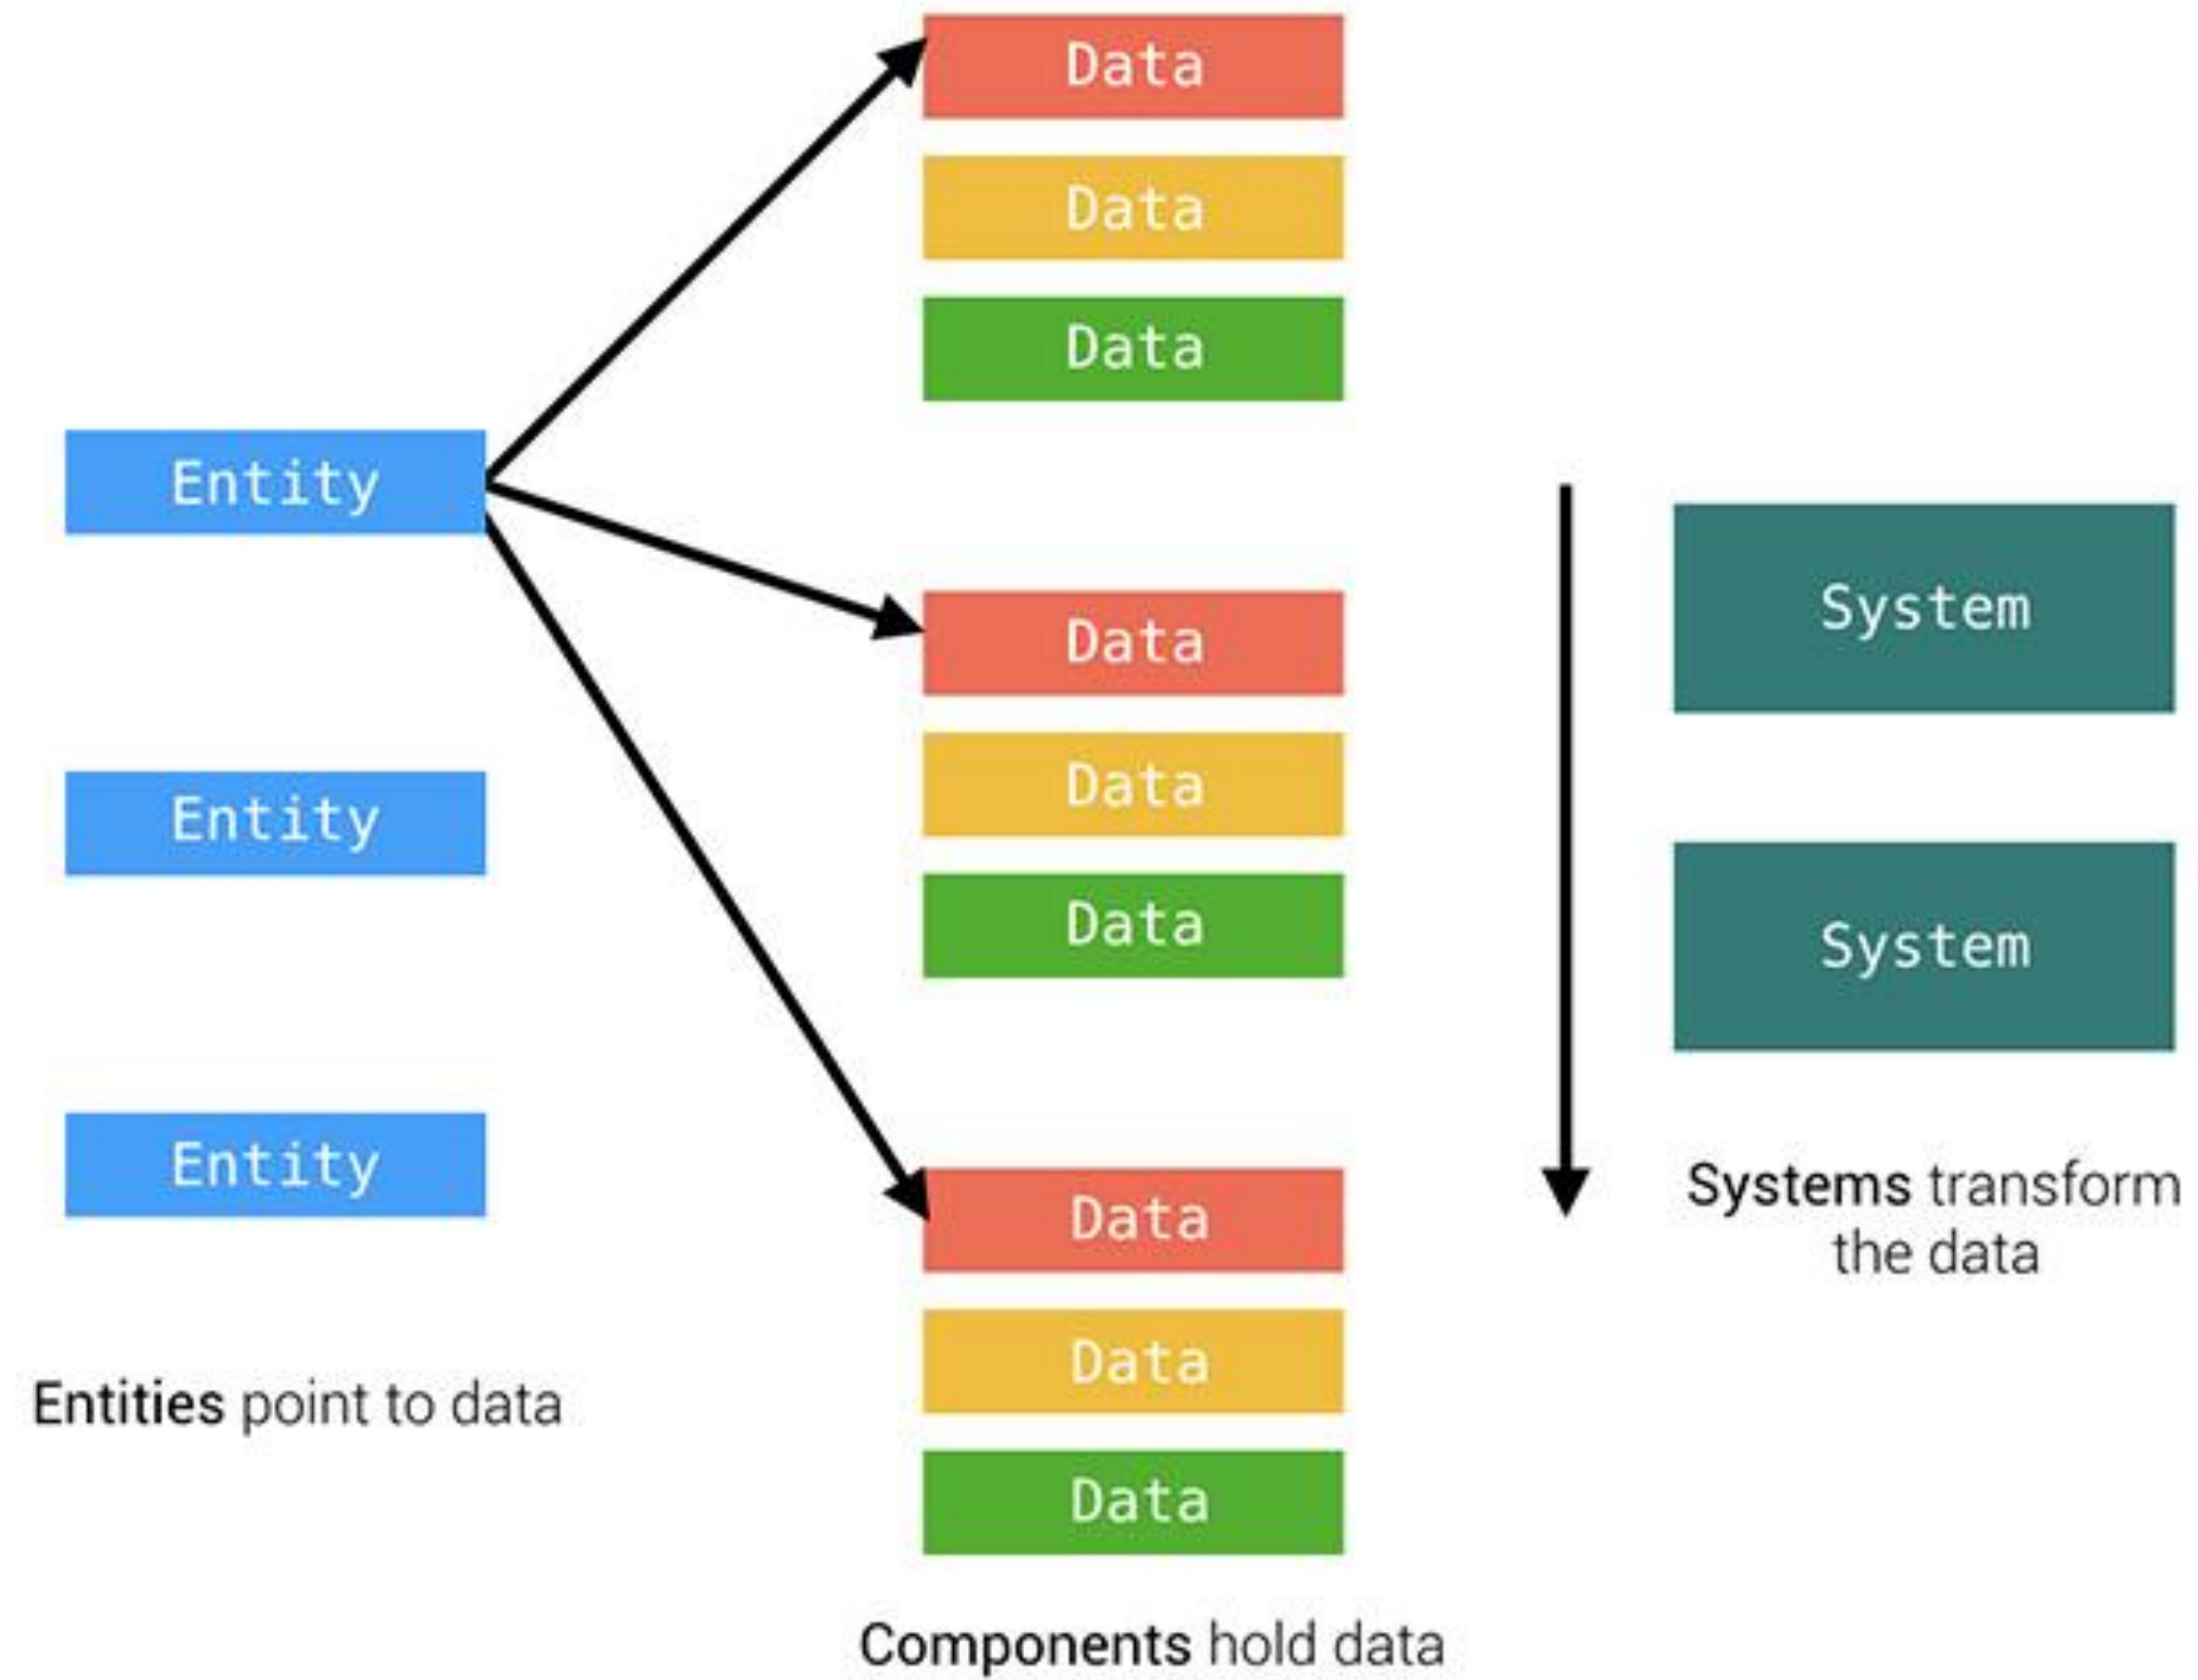 Entity
Entity
Entity
Entities point to data
Data
Data
Data
Data
Data
Data
Data
Data
Data
Components hold data
System
System
Systems transform
the data